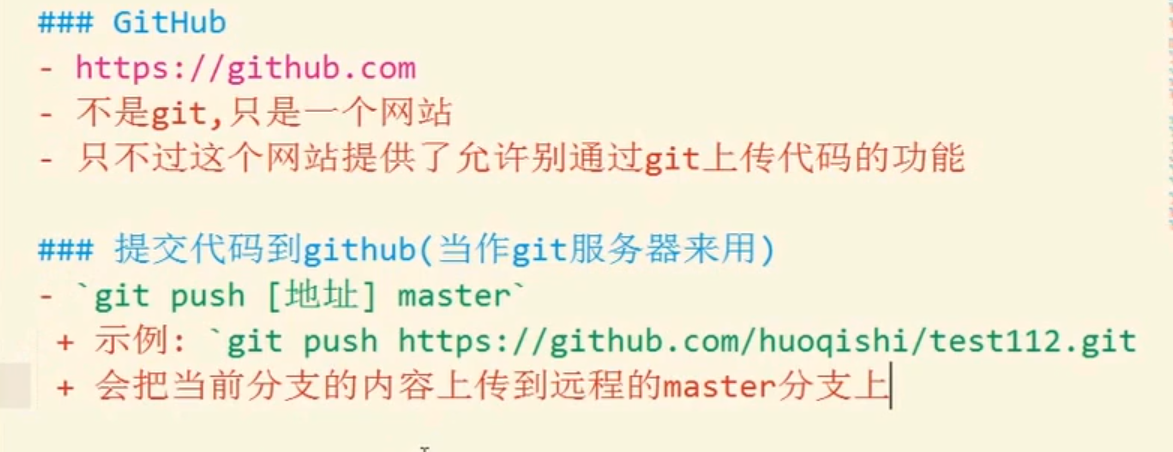 ### GitHub
- https://github.com
- 不是git,只是一个网站
- 只不过这个网站提供了允许别通过git上传代码的功能
### 提交代码到github(当作git服务器来用)
- `git push [地址] master`
+ 示例: `git push https://github.com/huoqishi/test112.git
+ 会把当前分支的内容上传到远程的master分支上